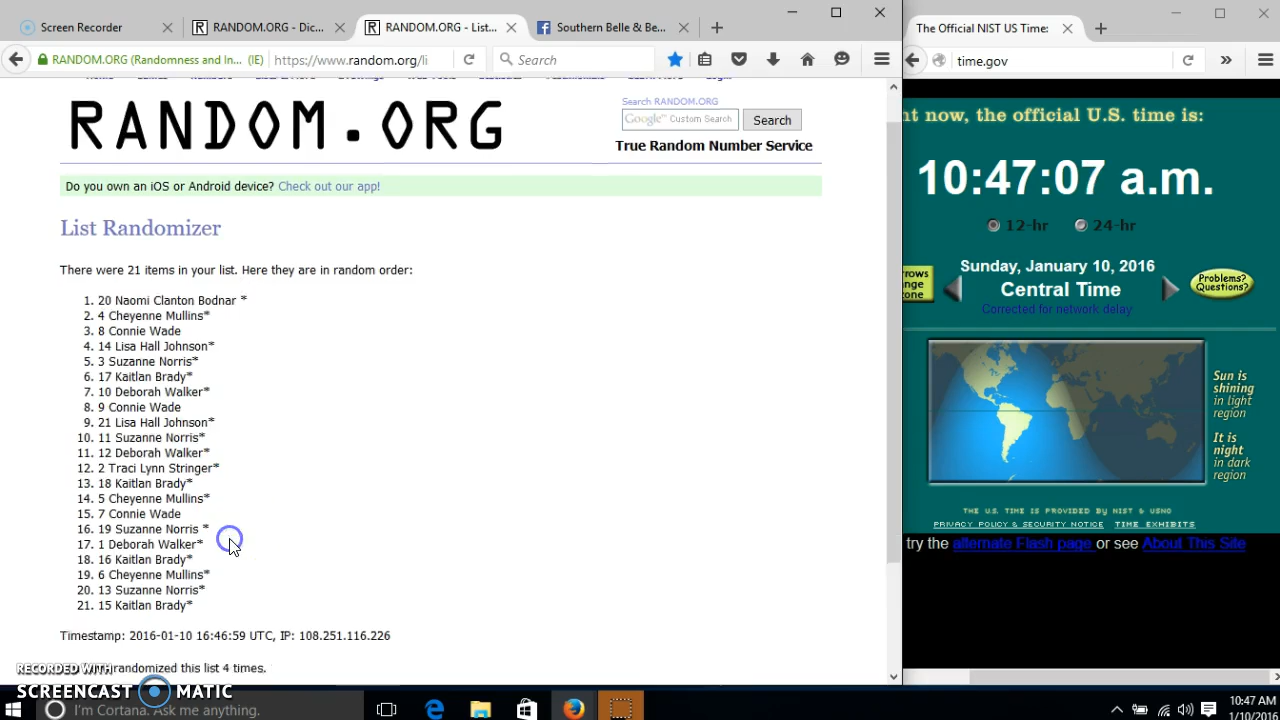 Screen Recorder
RANDOM.ORG - Dic...
RANDOM.ORG - List...
Southern Belle & Be...
The Official NIST US Time:
RANDOM.ORG (Randomness and In... (IE)
https://www.random.org/li
Search
time.gov
RANDOM.ORG
Search RANDOM.ORG
Google™ Custom Search
Search
True Random Number Service
Do you own an iOS or Android device? Check out our app!
List Randomizer
There were 21 items in your list. Here they are in random order:
1. 20 Naomi Clanton Bodnar *
2. 4 Cheyenne Mullins*
3. 8 Connie Wade
4. 14 Lisa Hall Johnson*
5. 3 Suzanne Norris*
6. 17 Kaitlan Brady*
7. 10 Deborah Walker*
8. 9 Connie Wade
9. 21 Lisa Hall Johnson*
10. 11 Suzanne Norris*
11. 12 Deborah Walker*
12. 2 Traci Lynn Stringer*
13. 18 Kaitlan Brady*
14. 5 Cheyenne Mullins*
15. 7 Connie Wade
16. 19 Suzanne Norris *
17. 1 Deborah Walker*
18. 16 Kaitlan Brady*
19. 6 Cheyenne Mullins*
20. 13 Suzanne Norris*
21. 15 Kaitlan Brady*
Timestamp: 2016-01-10 16:46:59 UTC, IP: 108.251.116.226
randomized this list 4 times.
RECORDED WITH
SCREENCAST MATIC
I'm Cortana. Ask me anything.
ht now, the official U.S. time is:
10:47:07 a.m.
12-hr 24-hr
Sunday, January 10, 2016
Central Time
Corrected for network delay
rrows
nge
zone
Problems?
Questions?
Sun is
shining
in light
region
It is
night
in dark
region
THE U.S. TIME IS PROVIDED BY NIST & USNO
PRIVACY POLICY & SECURITY NOTICE TIME EXHIBITS
try the alternate Flash page or see About This Site
10:47 AM
1/10/2016